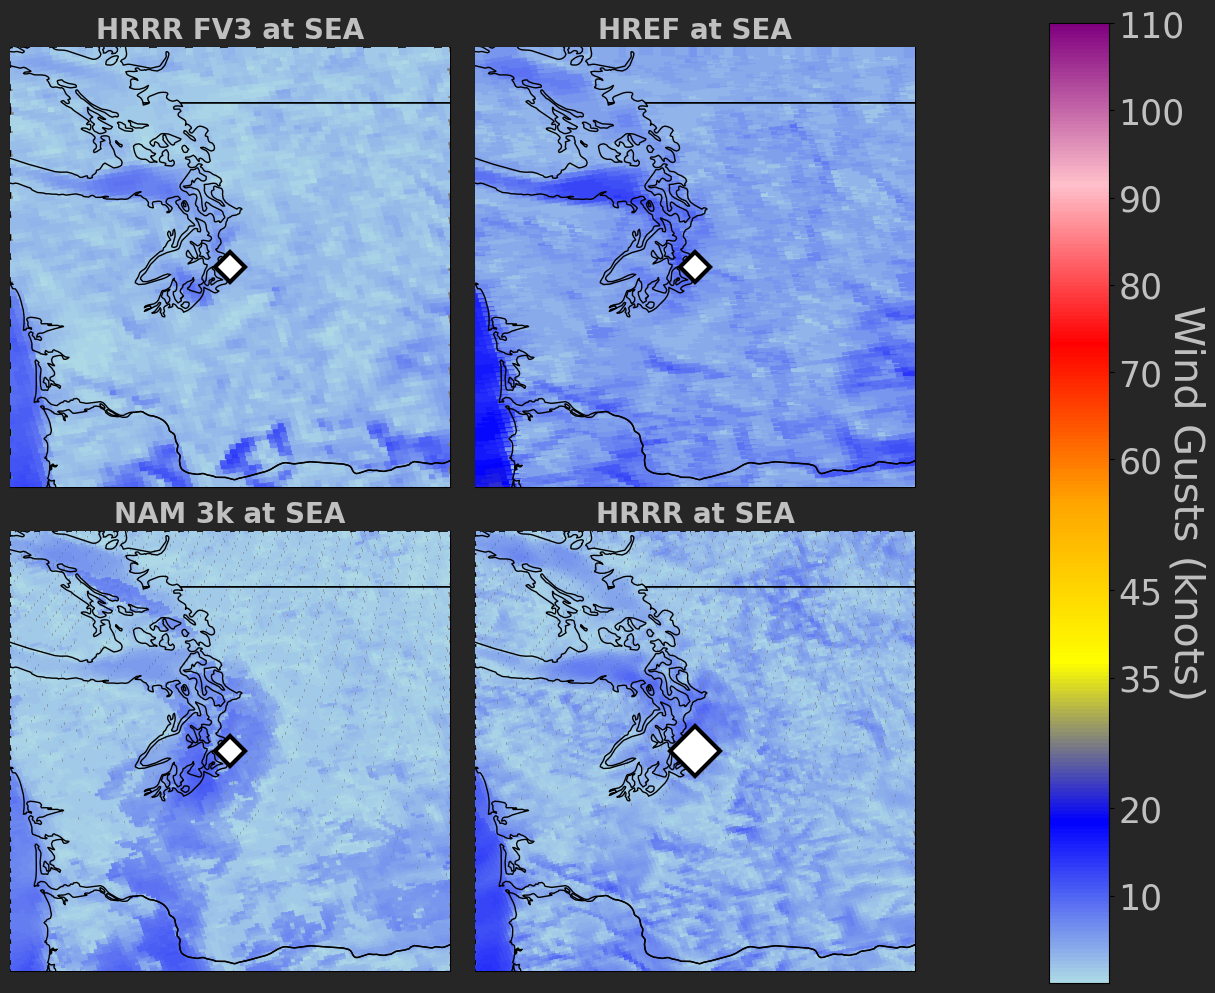 HRRR FV3 at SEA
HREF at SEA
NAM 3k at SEA
HRRR at SEA
110
100
90
80
70
60
45
35
20
10
Wind Gusts (knots)